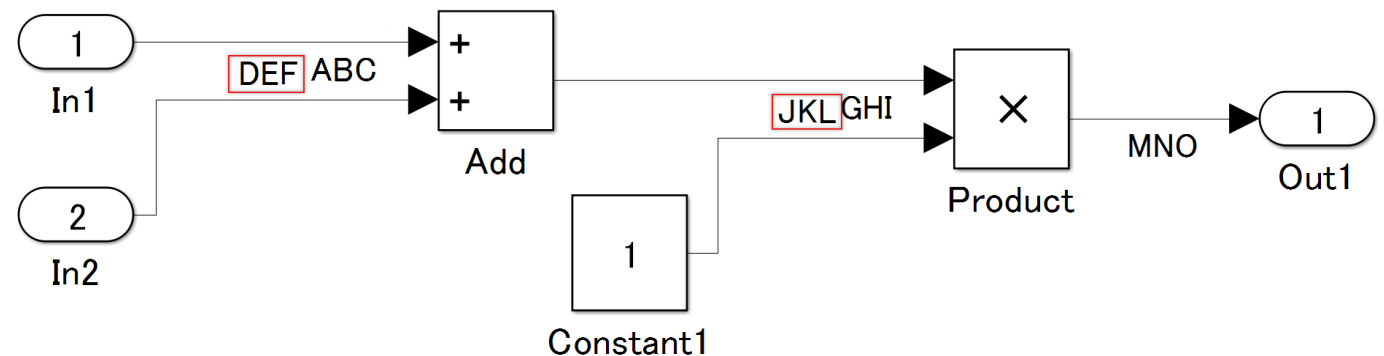 1
In1
DEF ABC
2
In2
+
+
Add
1
Constant1
JKL GHI
×
Product
MNO
1
Out1